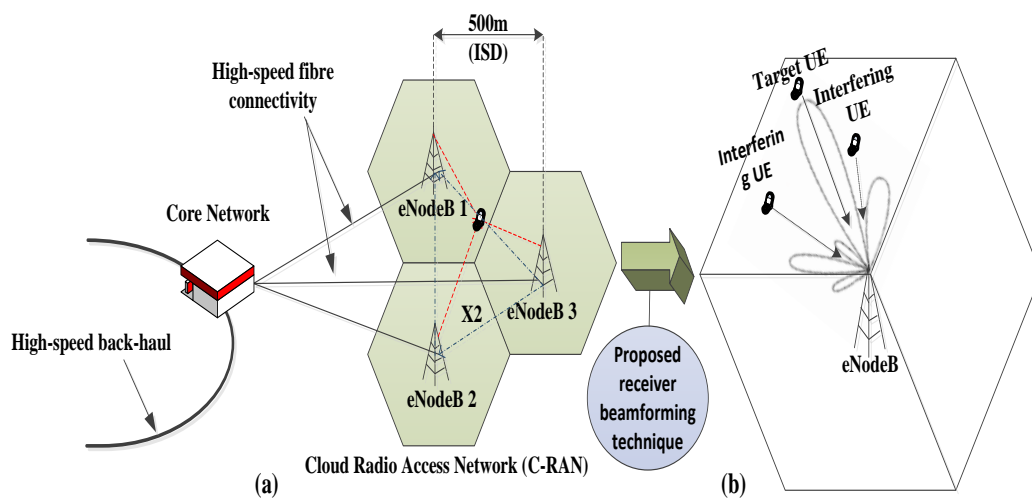 500m
(ISD)
High-speed fibre
connectivity
Core Network
eNodeB 1
X2
eNodeB 3
eNodeB 2
High-speed back-haul
Cloud Radio Access Network (C-RAN)
(a)
Proposed
receiver
beamforming
technique
Target UE
Interfering
UE
Interferin
g UE
eNodeB
(b)